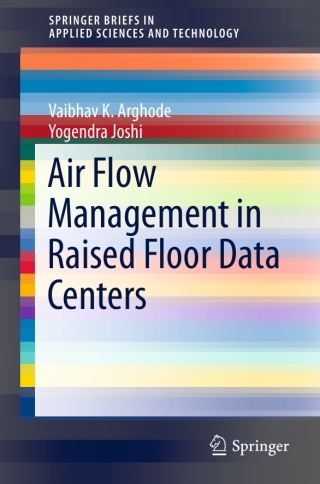 SPRINGER BRIEFS IN
APPLIED SCIENCES AND TECHNOLOGY
Vaibhav K. Arghode
Yogendra Joshi
Air Flow
Management in
Raised Floor Data
Centers
Springer